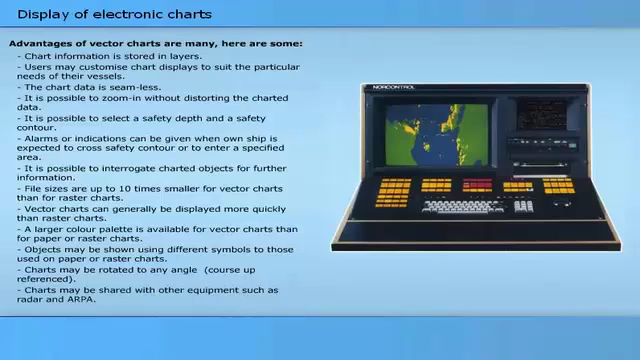 Display of electronic charts
Advantages of vector charts are many, here are some:
- Chart information is stored in layers.
- Users may customise chart displays to suit the particular
needs of their vessels.
- The chart data is seam-less.
- It is possible to zoom-in without distorting the charted
data.
- It is possible to select a safety depth and a safety
contour.
- Alarms or indications can be given when own ship is
expected to cross safety contour or to enter a specified
area.
- It is possible to interrogate charted objects for further
information.
- File sizes are up to 10 times smaller for vector charts
than for raster charts.
- Vector charts can generally be displayed more quickly
than raster charts.
- A larger colour palette is available for vector charts than
for paper or raster charts.
- Objects may be shown using different symbols to those
used on paper or raster charts.
- Charts may be rotated to any angle (course up
referenced).
- Charts may be shared with other equipment such as
radar and ARPA.
NORCONTROL